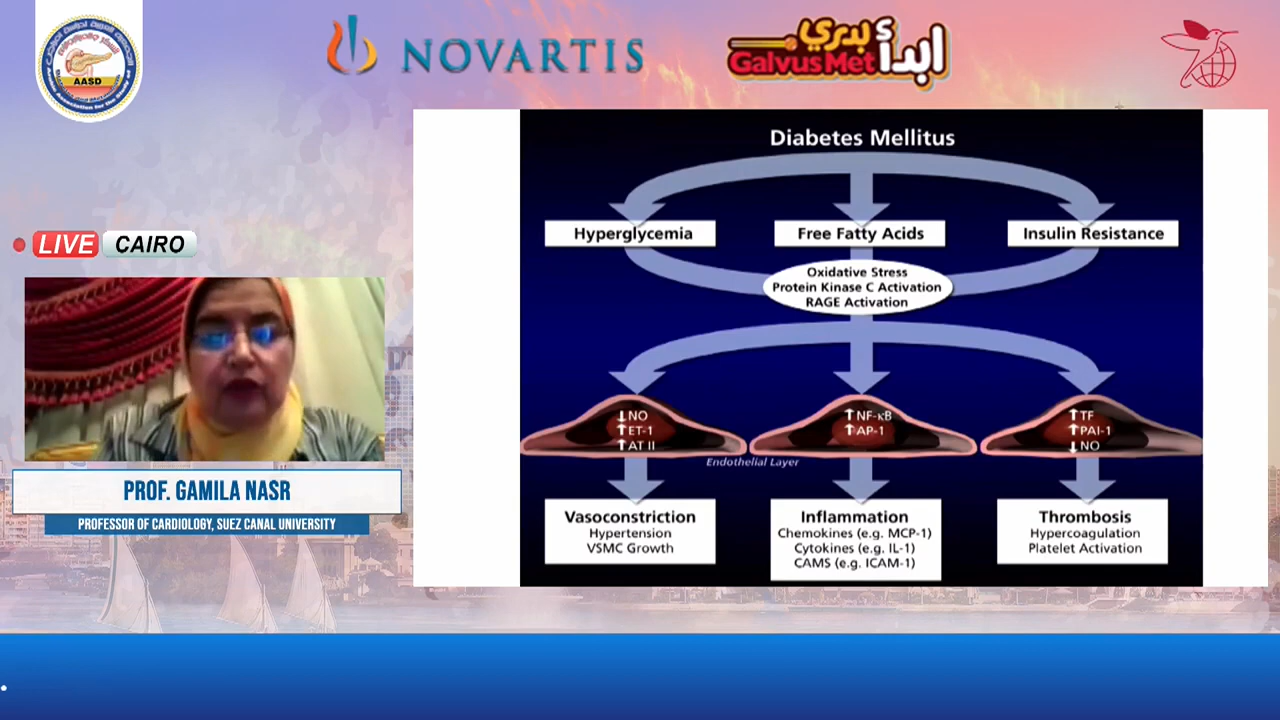 AASD
NOVARTIS
ابدأ بدري
GalvusMet
LIVE CAIRO
PROF. GAMILA NASR
PROFESSOR OF CARDIOLOGY, SUEZ CANAL UNIVERSITY
Diabetes Mellitus
Hyperglycemia
Free Fatty Acids
Insulin Resistance
Oxidative Stress
Protein Kinase C Activation
RAGE Activation
↓NO
↑ET-1
↑AT II
↑NF-κB
↑AP-1
↑TF
↑PAI-1
↓NO
Endothelial Layer
Vasoconstriction
Hypertension
VSMC Growth
Inflammation
Chemokines (e.g. MCP-1)
Cytokines (e.g. IL-1)
CAMS (e.g. ICAM-1)
Thrombosis
Hypercoagulation
Platelet Activation